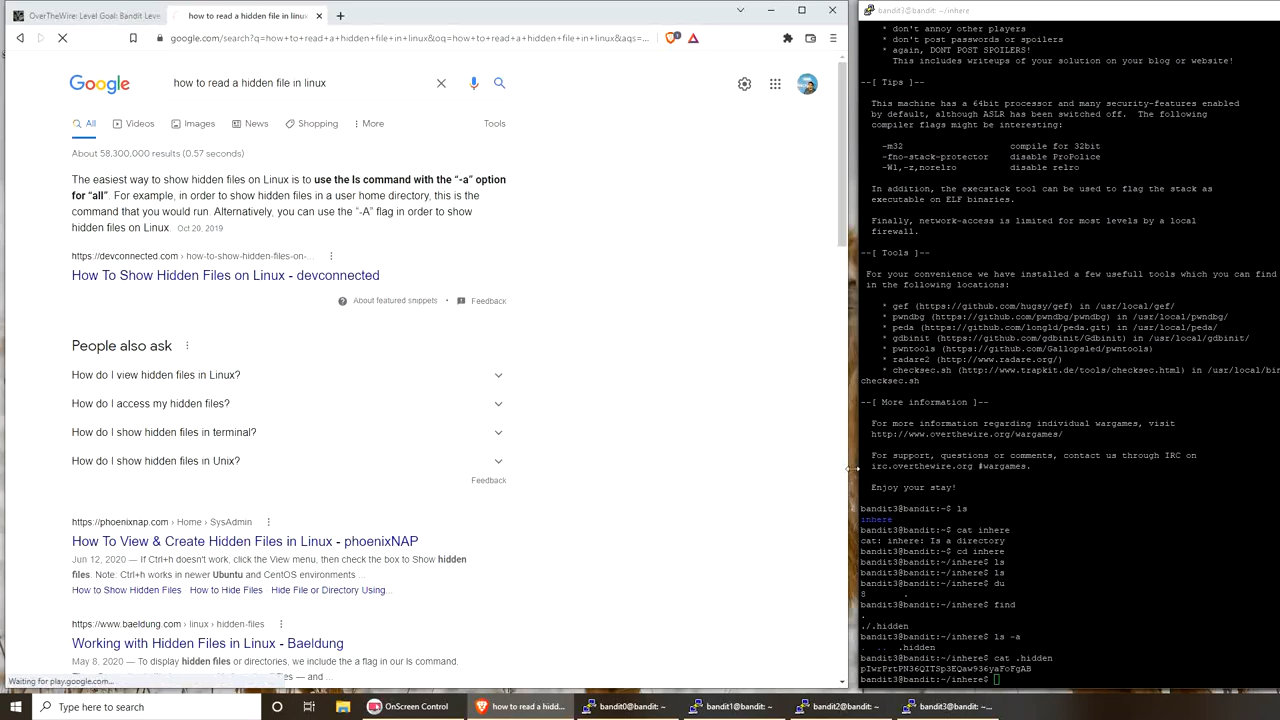 OverTheWire: Level Goal: Bandit Leve
how to read a hidden file in linux
google.com/search?q=how+to+read+a+hidden+file+in+linux&oq=how+to+read+a+hidden+file+in+linux&aqs=...
1
Google
how to read a hidden file in linux
All
Videos
Images
News
Shopping
More
Tools
About 58,300,000 results (0.57 seconds)
The easiest way to show hidden files on Linux is to use the ls command with the "-a" option
for "all". For example, in order to show hidden files in a user home directory, this is the
command that you would run. Alternatively, you can use the "-A" flag in order to show
hidden files on Linux. Oct 20, 2019
https://devconnected.com › how-to-show-hidden-files-on-...
How To Show Hidden Files on Linux - devconnected
About featured snippets • Feedback
People also ask
How do I view hidden files in Linux?
How do I access my hidden files?
How do I show hidden files in terminal?
How do I show hidden files in Unix?
Feedback
https://phoenixnap.com › Home › SysAdmin
How To View & Create Hidden Files in Linux - phoenixNAP
Jun 12, 2020 — If Ctrl+h doesn't work, click the View menu, then check the box to Show hidden
files. Note: Ctrl+h works in newer Ubuntu and CentOS environments ...
How to Show Hidden Files How to Hide Files Hide File or Directory Using...
https://www.baeldung.com › linux › hidden-files
Working with Hidden Files in Linux - Baeldung
May 8, 2020 — To display hidden files or directories, we include the a flag in our ls command.
Waiting for play.google.com...
bandit3@bandit: ~/inhere
* don't annoy other players
* don't post passwords or spoilers
* again, DONT POST SPOILERS!
This includes writeups of your solution on your blog or website!
--[ Tips ]--
This machine has a 64bit processor and many security-features enabled
by default, although ASLR has been switched off. The following
compiler flags might be interesting:
-m32 compile for 32bit
-fno-stack-protector disable ProPolice
-Wl,-z,norelro disable relro
In addition, the execstack tool can be used to flag the stack as
executable on ELF binaries.
Finally, network-access is limited for most levels by a local
firewall.
--[ Tools ]--
For your convenience we have installed a few usefull tools which you can find
in the following locations:
* gef (https://github.com/hugsy/gef) in /usr/local/gef/
* pwndbg (https://github.com/pwndbg/pwndbg) in /usr/local/pwndbg/
* peda (https://github.com/longld/peda.git) in /usr/local/peda/
* gdbinit (https://github.com/gdbinit/Gdbinit) in /usr/local/gdbinit/
* pwntools (https://github.com/Gallopsled/pwntools)
* radare2 (http://www.radare.org/)
* checksec.sh (http://www.trapkit.de/tools/checksec.html) in /usr/local/bin
checksec.sh
--[ More information ]--
For more information regarding individual wargames, visit
http://www.overthewire.org/wargames/
For support, questions or comments, contact us through IRC on
irc.overthewire.org #wargames.
Enjoy your stay!
bandit3@bandit:~$ ls
inhere
bandit3@bandit:~$ cat inhere
cat: inhere: Is a directory
bandit3@bandit:~$ cd inhere
bandit3@bandit:~/inhere$ ls
bandit3@bandit:~/inhere$ ls
bandit3@bandit:~/inhere$ du
8 .
bandit3@bandit:~/inhere$ find
.
./.hidden
bandit3@bandit:~/inhere$ ls -a
. .. .hidden
bandit3@bandit:~/inhere$ cat .hidden
pIwrPrtPN36QITSp3EQaw936yaFoFgAB
bandit3@bandit:~/inhere$
Type here to search
OnScreen Control
how to read a hidd...
bandit0@bandit: ~
bandit1@bandit: ~
bandit2@bandit: ~
bandit3@bandit: ~...